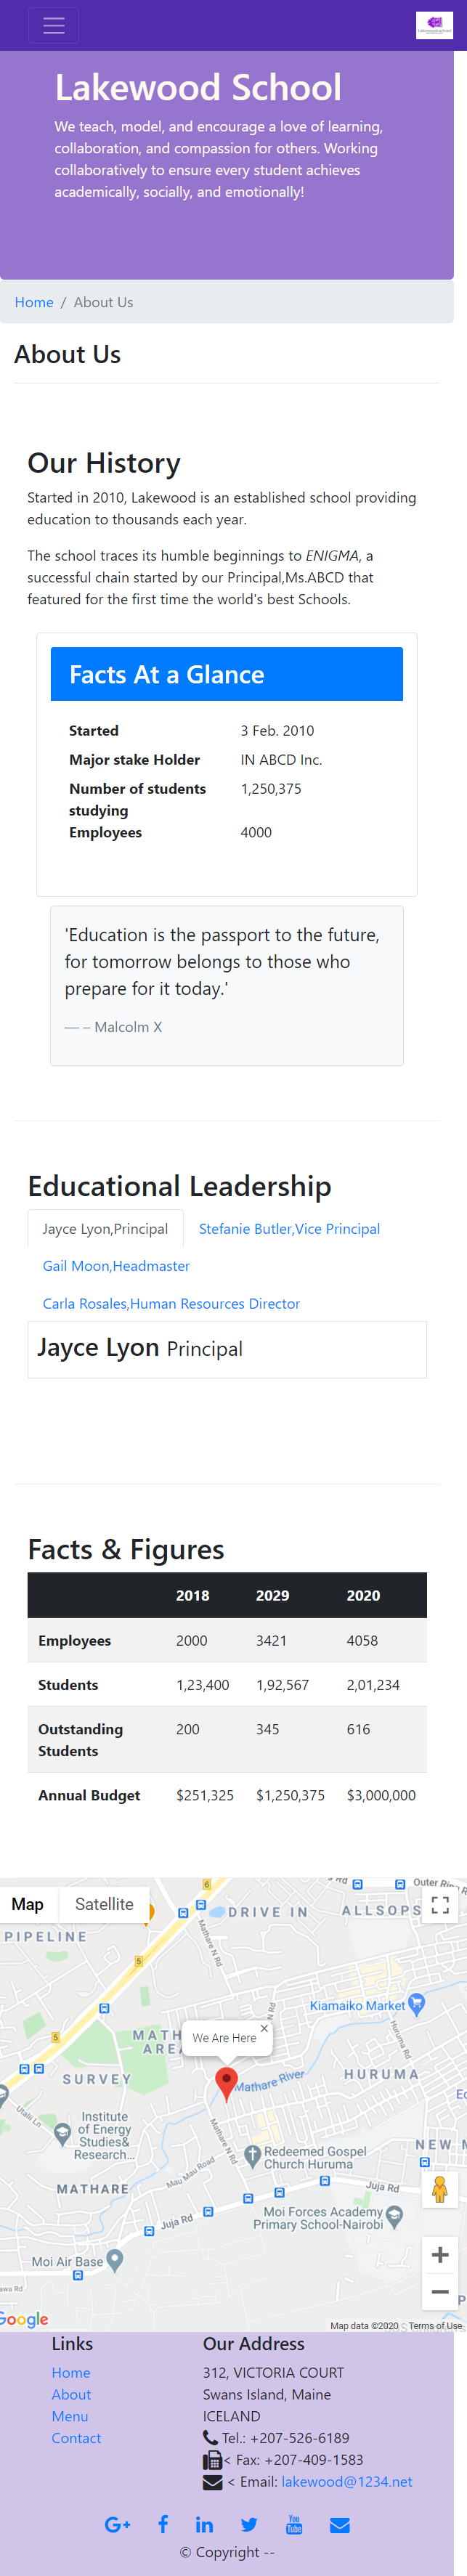 Lakewood School
We teach, model, and encourage a love of learning,
collaboration, and compassion for others. Working
collaboratively to ensure every student achieves
academically, socially, and emotionally!
Home / About Us
About Us
Our History
Started in 2010, Lakewood is an established school providing
education to thousands each year.
The school traces its humble beginnings to ENIGMA, a
successful chain started by our Principal,Ms.ABCD that
featured for the first time the world's best Schools.
Facts At a Glance
Started 3 Feb. 2010
Major stake Holder IN ABCD Inc.
Number of students 1,250,375
studying
Employees 4000
'Education is the passport to the future,
for tomorrow belongs to those who
prepare for it today.'
— – Malcolm X
Educational Leadership
Jayce Lyon,Principal Stefanie Butler,Vice Principal
Gail Moon,Headmaster
Carla Rosales,Human Resources Director
Jayce Lyon Principal
Facts & Figures
2018 2029 2020
Employees 2000 3421 4058
Students 1,23,400 1,92,567 2,01,234
Outstanding 200 345 616
Students
Annual Budget $251,325 $1,250,375 $3,000,000
Map Satellite
Outer Ring R
6
DRIVE IN ALLSOPS
PIPELINE
Mathare N Rd
5
Kiamaiko Market
5
We Are Here
MATH
AREA
Huruma Rd
SURVEY
Mathare River
HURUMA
Utalii Ln
Institute
of Energy
Studies&
Research...
Mathare N Rd
NEW M
Redeemed Gospel
Church Huruma
Mau Mau Road
MATHARE
Juja Rd
Juja Rd
Moi Forces Academy
Primary School-Nairobi
Moi Air Base
Google
Map data ©2020 Terms of Use
Links Our Address
Home 312, VICTORIA COURT
About Swans Island, Maine
Menu ICELAND
Contact Tel.: +207-526-6189
< Fax: +207-409-1583
< Email: lakewood@1234.net
G+ f in You Tube
© Copyright --